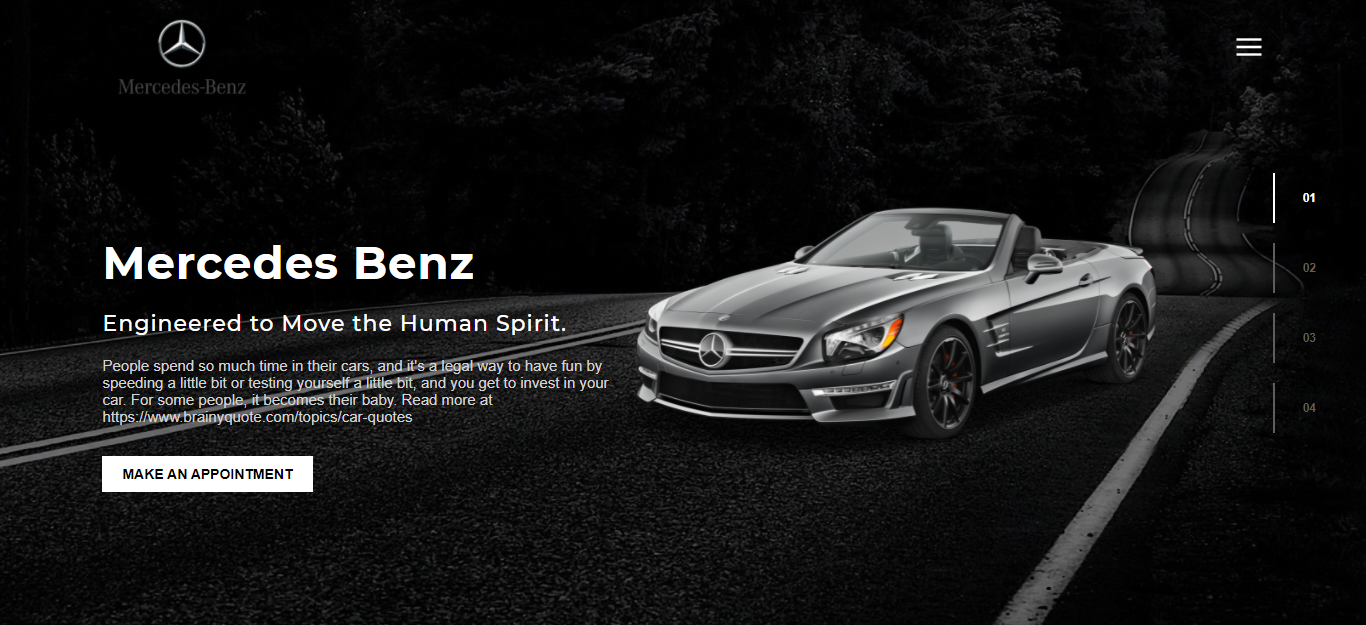 Mercedes-Benz
01
02
Mercedes Benz
Engineered to Move the Human Spirit.
03
People spend so much time in their cars, and it's a legal way to have fun by
speeding a little bit or testing yourself a little bit, and you get to invest in your
car. For some people, it becomes their baby. Read more at
https://www.brainyquote.com/topics/car-quotes
04
MAKE AN APPOINTMENT